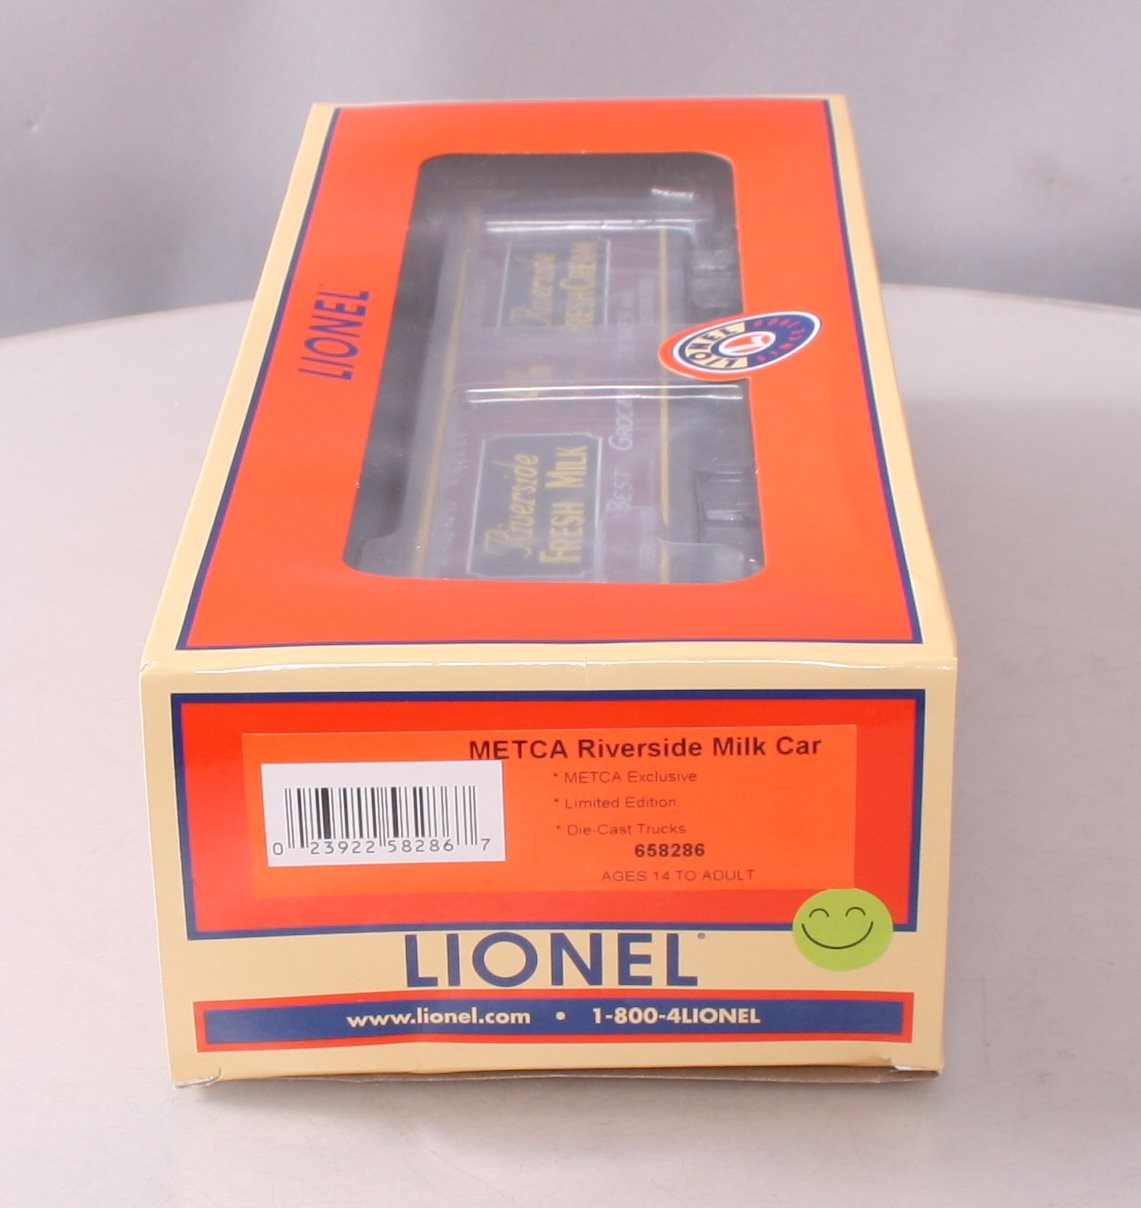 LIONEL
Riverside
FRESH CREAM
LIONEL
Riverside
FRESH MILK
BEST
METCA Riverside Milk Car
* METCA Exclusive
* Limited Edition
* Die-Cast Trucks
658286
AGES 14 TO ADULT
0 23922 58286 7
LIONEL
www.lionel.com • 1-800-4LIONEL